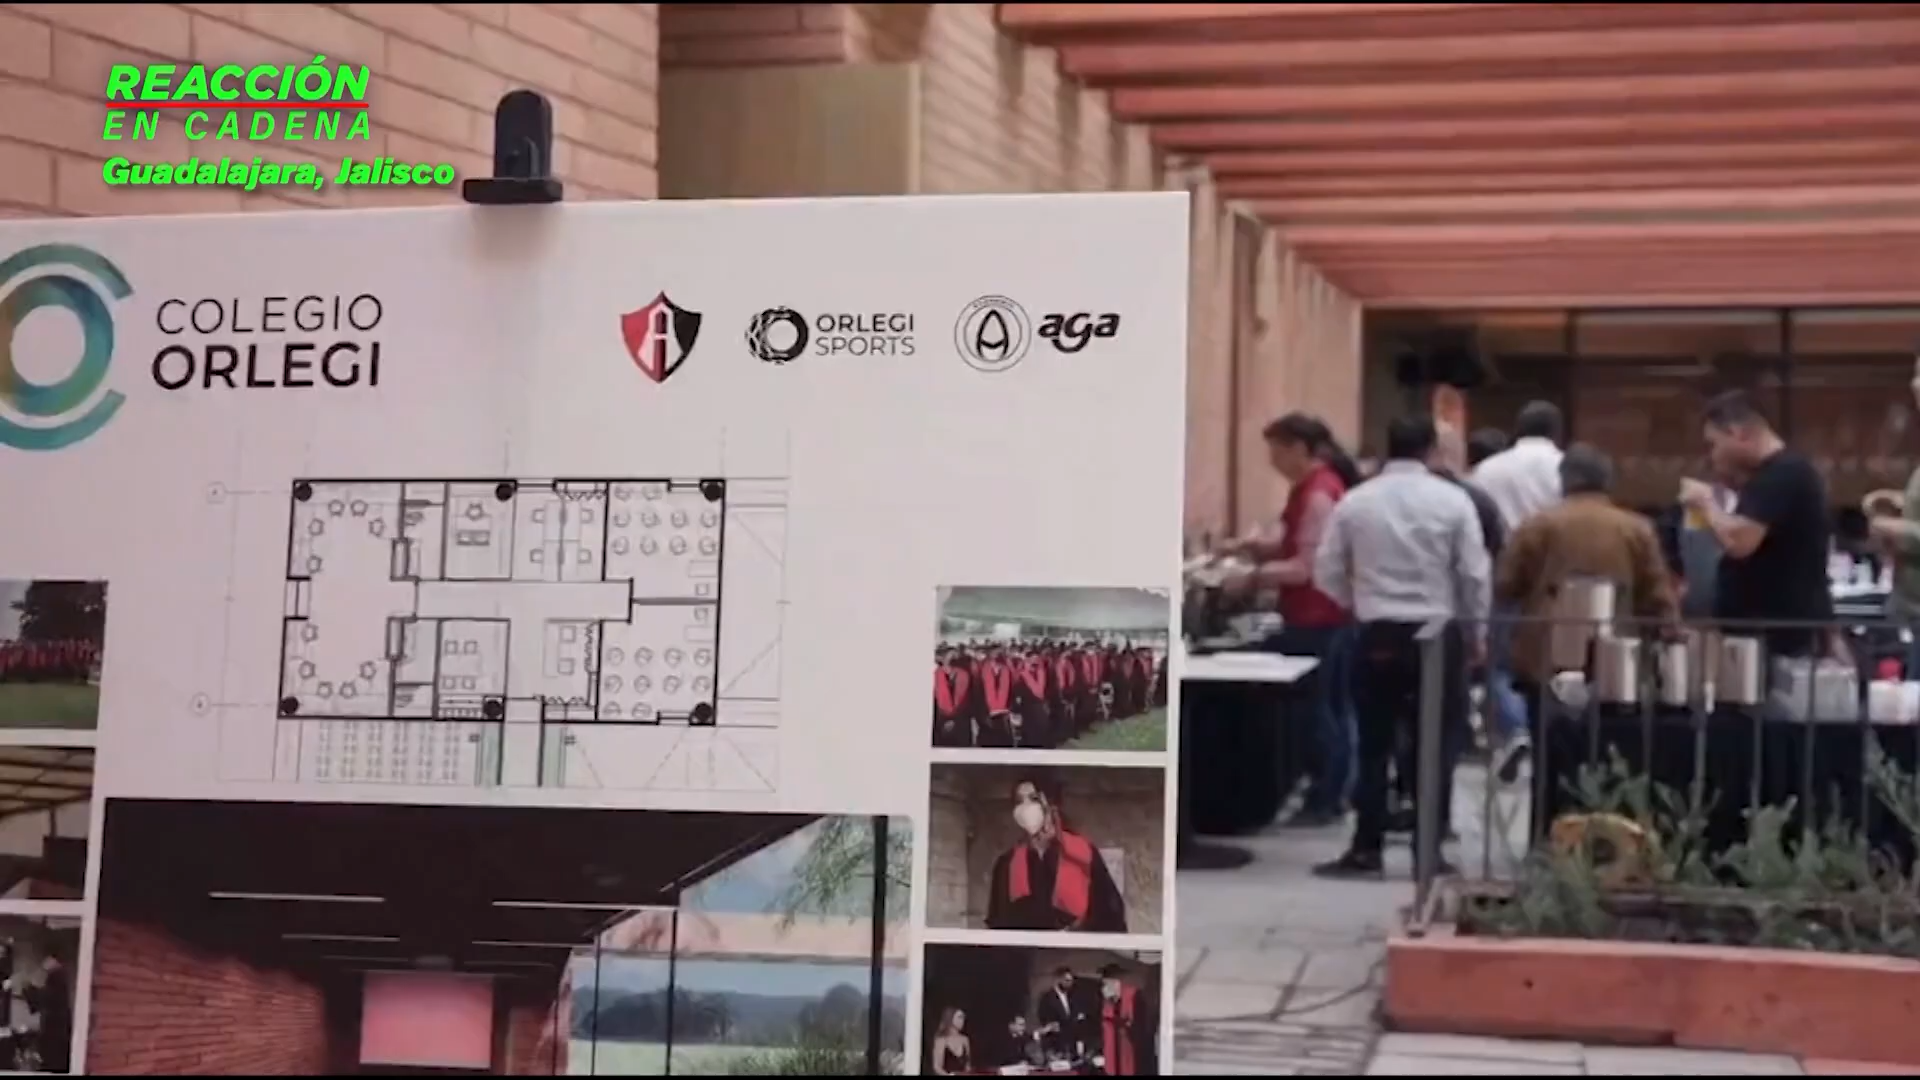 REACCIÓN
EN CADENA
Guadalajara, Jalisco
COLEGIO
ORLEGI
ORLEGI
SPORTS
aga